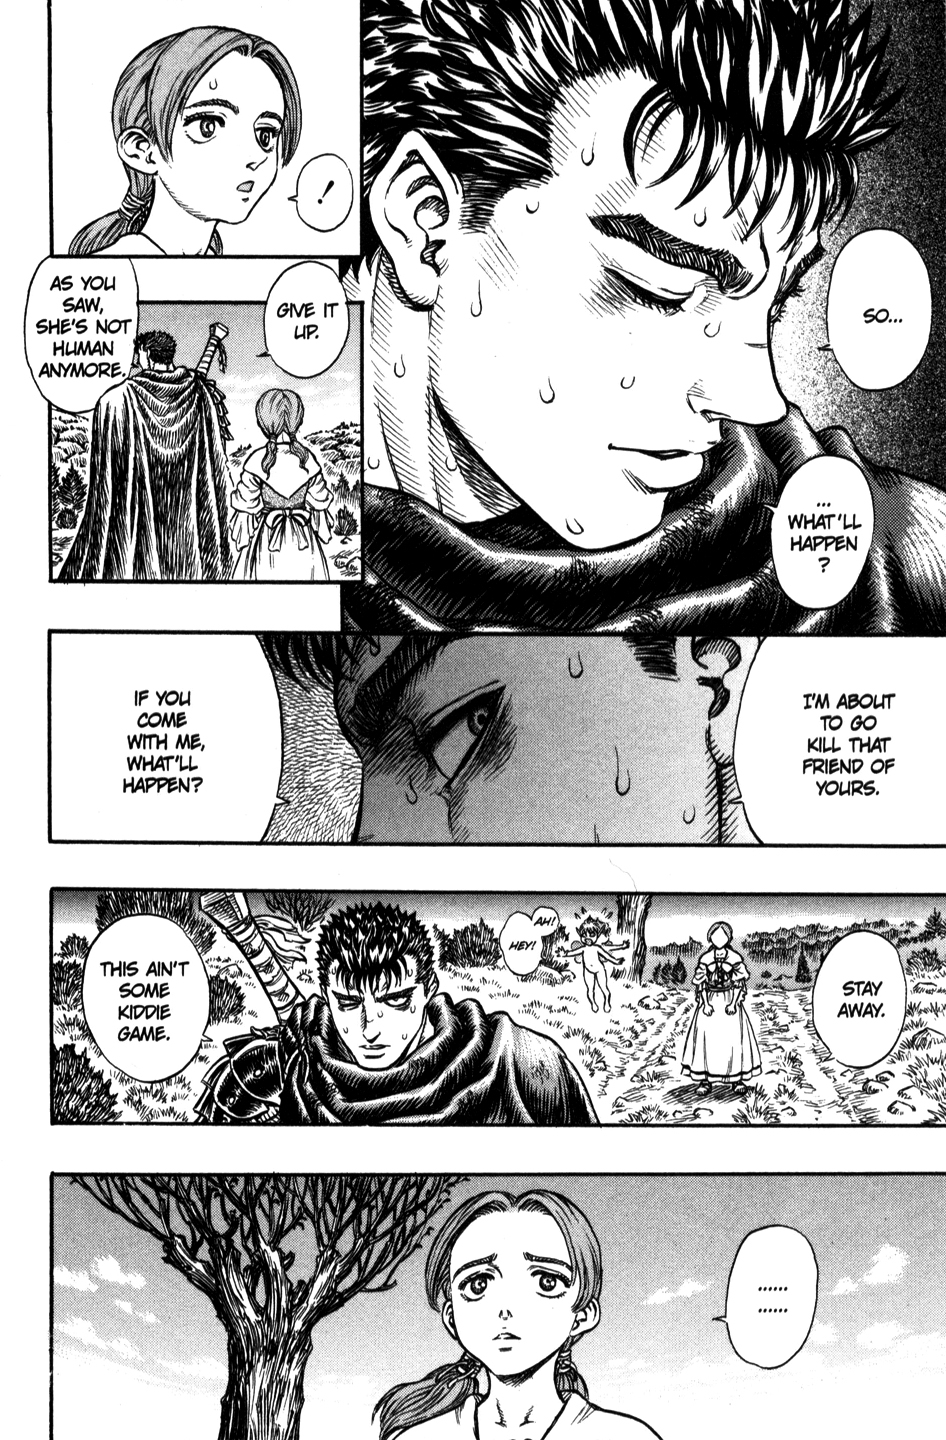 SO...
...
WHAT'LL
HAPPEN
?
!
GIVE IT
UP.
AS YOU
SAW,
SHE'S NOT
HUMAN
ANYMORE.
I'M ABOUT
TO GO
KILL THAT
FRIEND OF
YOURS.
IF YOU
COME
WITH ME,
WHAT'LL
HAPPEN?
STAY
AWAY.
AH!
HEY!
THIS AIN'T
SOME
KIDDIE
GAME.
......
......